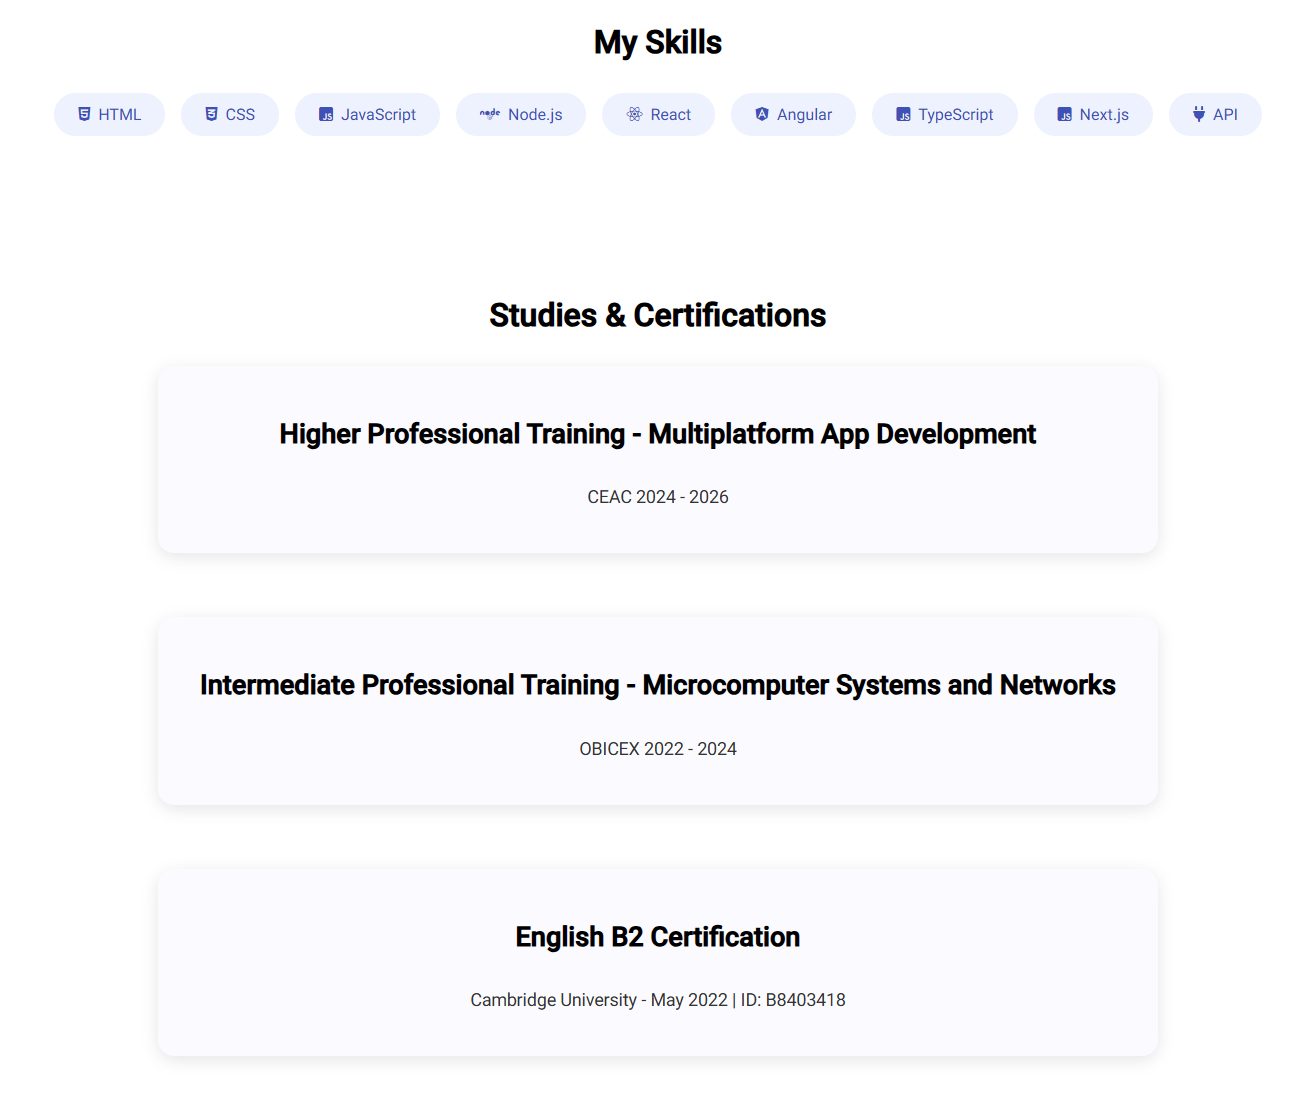 My Skills
HTML CSS JavaScript Node.js React Angular TypeScript Next.js API
Studies & Certifications
Higher Professional Training - Multiplatform App Development
CEAC 2024 - 2026
Intermediate Professional Training - Microcomputer Systems and Networks
OBICEX 2022 - 2024
English B2 Certification
Cambridge University - May 2022 | ID: B8403418